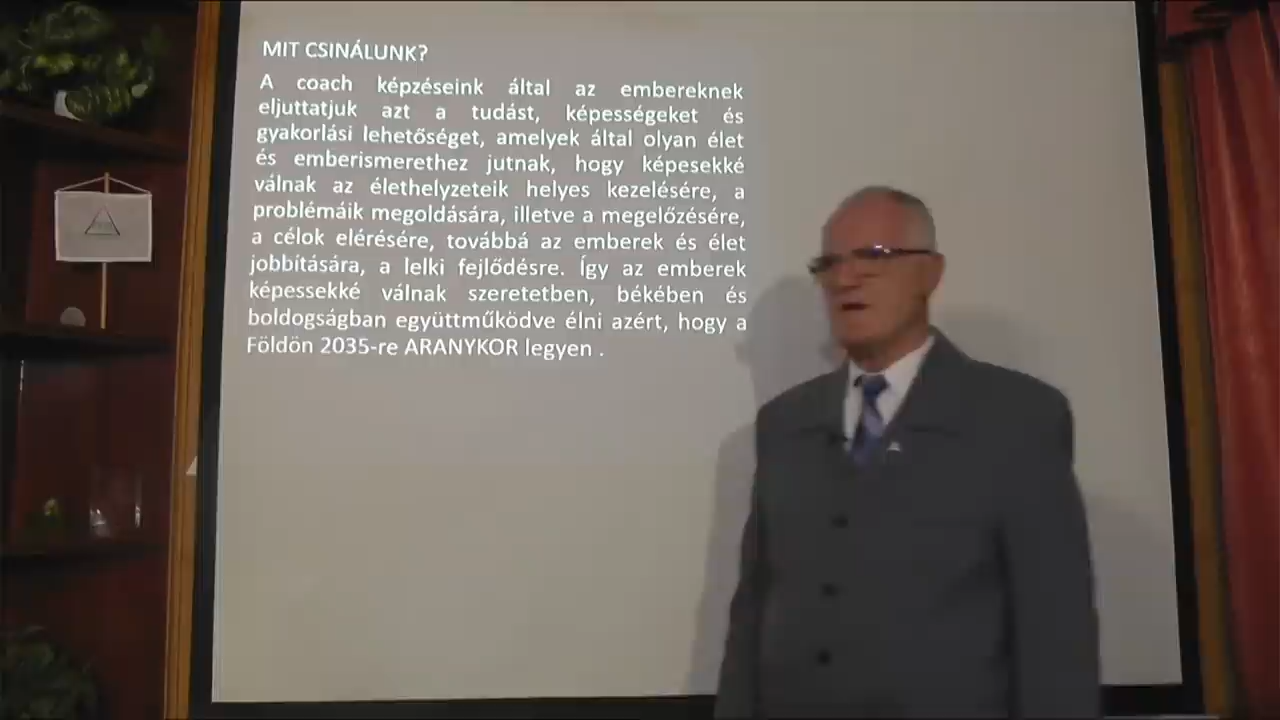 MIT CSINÁLUNK?
A coach képzéseink által az embereknek
eljuttatjuk azt a tudást, képességeket és
gyakorlási lehetőséget, amelyek által olyan élet
és emberismerethez jutnak, hogy képesekké
válnak az élethelyzeteik helyes kezelésére, a
problémáik megoldására, illetve a megelőzésére,
a célok elérésére, továbbá az emberek és élet
jobbítására, a lelki fejlődésre. Így az emberek
képessekké válnak szeretetben, békében és
boldogságban együttműködve élni azért, hogy a
Földön 2035-re ARANYKOR legyen .